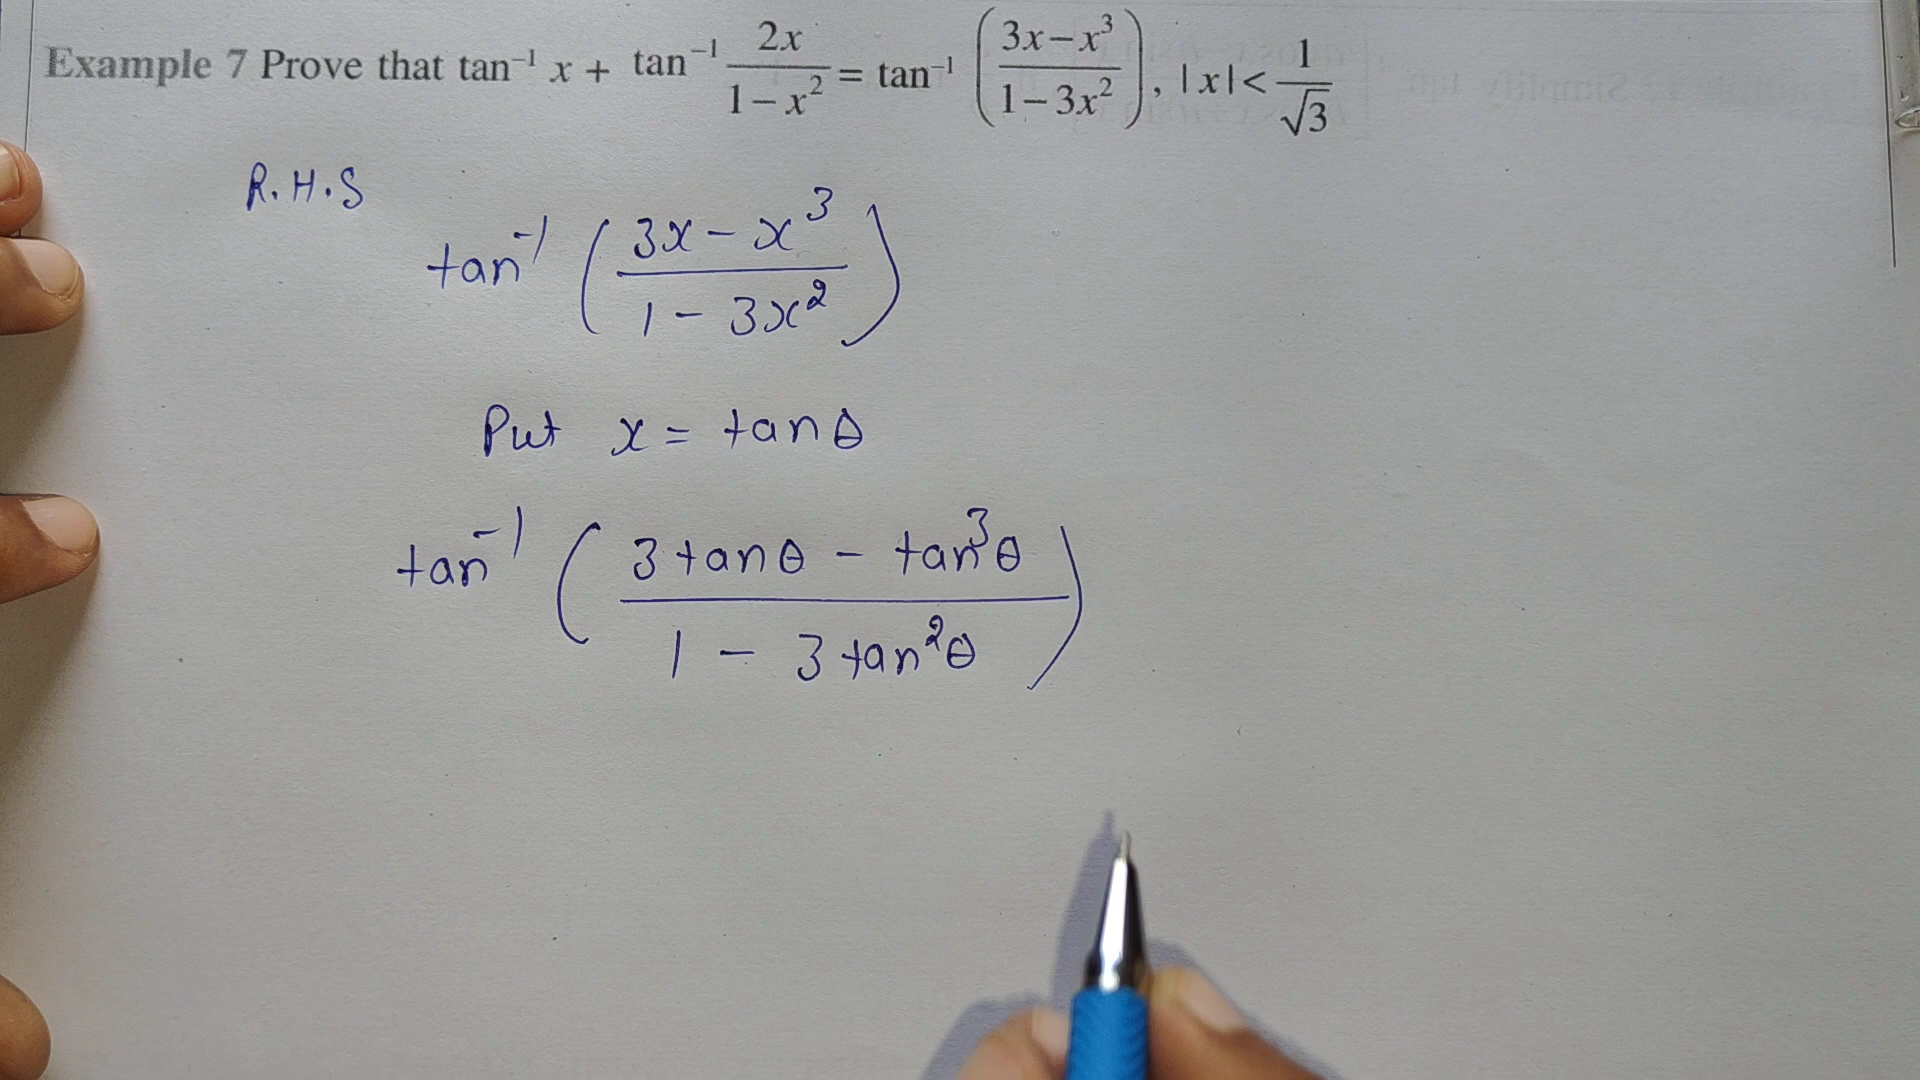 Example 7 Prove that tan⁻¹ x + tan⁻¹ 2x/(1–x²) = tan⁻¹ ((3x–x³)/(1–3x²)), |x|< 1/√3
R.H.S
tan⁻¹ ((3x – x³)/(1 – 3x²))
Put x = tanθ
tan⁻¹ ((3tanθ – tan³θ)/(1 – 3tan²θ))